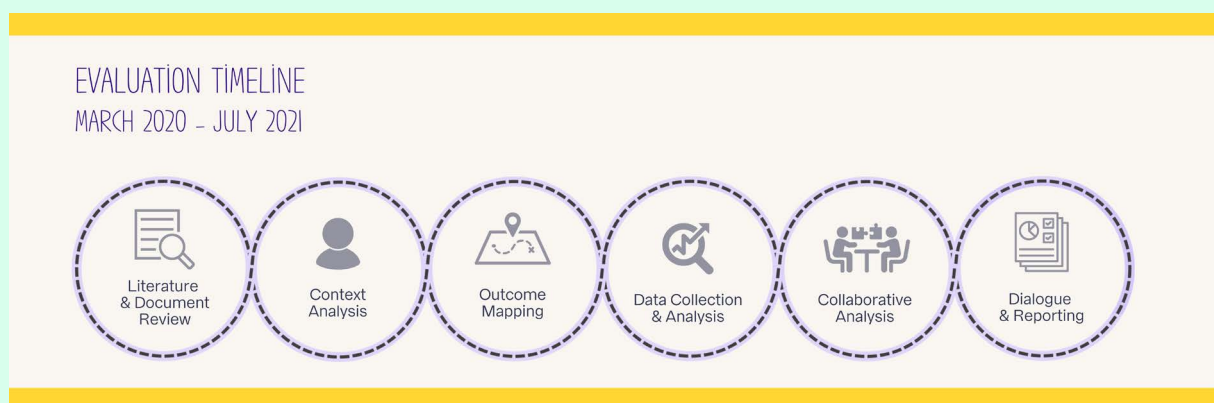 EVALUATION TIMELINE
MARCH 2020 – JULY 2021
Literature
& Document
Review
Context
Analysis
Outcome
Mapping
Data Collection
& Analysis
Collaborative
Analysis
Dialogue
& Reporting